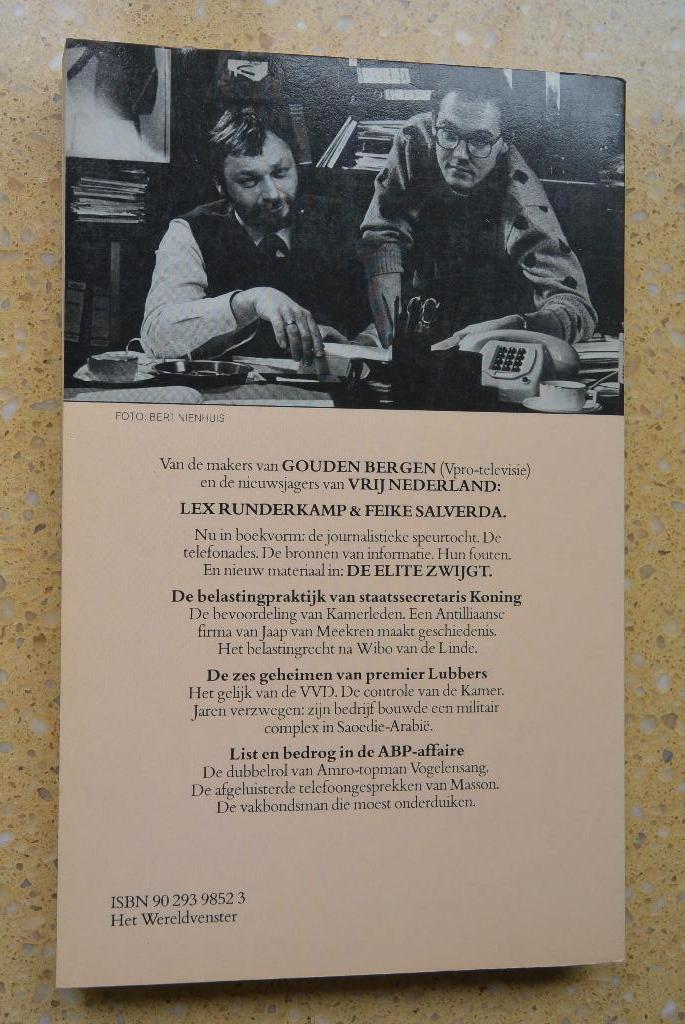 FOTO: BERT NIENHUIS
Van de makers van GOUDEN BERGEN (Vpro-televisie)
en de nieuwsjagers van VRIJ NEDERLAND:
LEX RUNDERKAMP & FEIKE SALVERDA.
Nu in boekvorm: de journalistieke speurtocht. De
telefonades. De bronnen van informatie. Hun fouten.
En nieuw materiaal in: DE ELITE ZWIJGT.
De belastingpraktijk van staatssecretaris Koning
De bevoordeling van Kamerleden. Een Antilliaanse
firma van Jaap van Meekren maakt geschiedenis.
Het belastingrecht na Wibo van de Linde.
De zes geheimen van premier Lubbers
Het gelijk van de VVD. De controle van de Kamer.
Jaren verzwegen: zijn bedrijf bouwde een militair
complex in Saoedie-Arabië.
List en bedrog in de ABP-affaire
De dubbelrol van Amro-topman Vogelensang.
De afgeluisterde telefoongesprekken van Masson.
De vakbondsman die moest onderduiken.
ISBN 90 293 9852 3
Het Wereldvenster